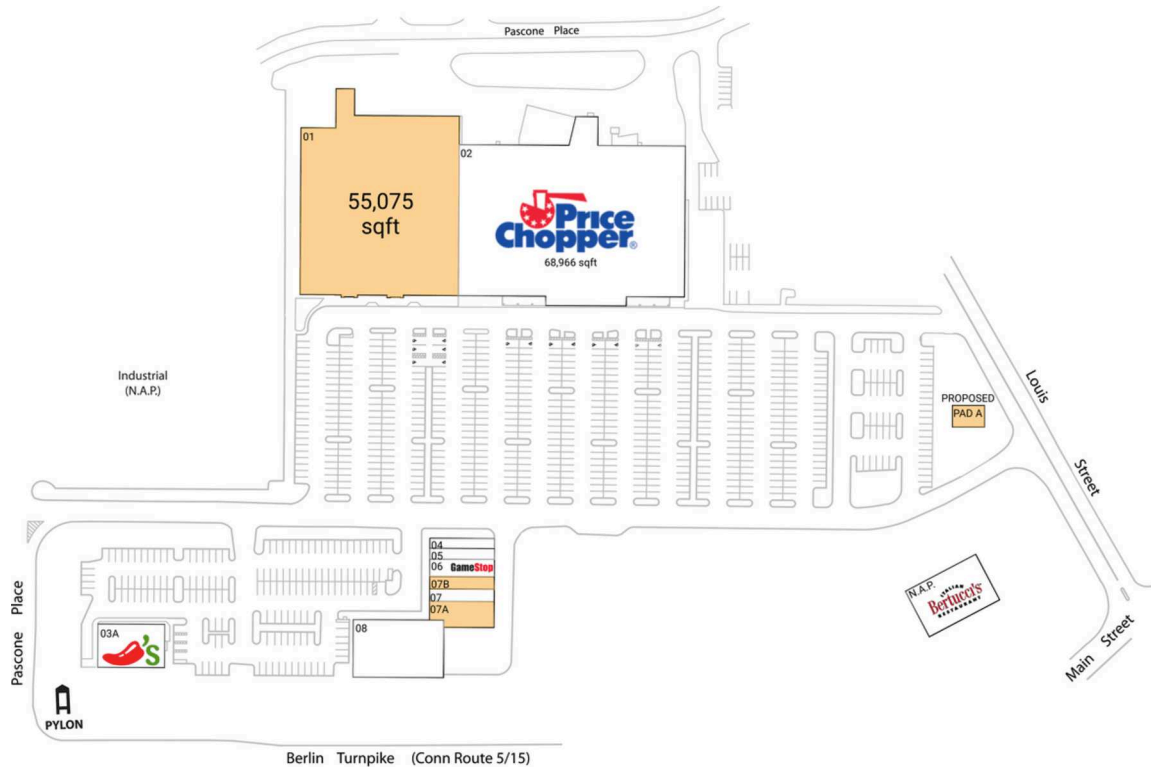 Pascone Place
01
02
55,075
sqft
Price
Chopper®
68,966 sqft
Industrial
(N.A.P.)
Louis Street
PROPOSED
PAD A
04
05
06 GameStop
07B
07
07A
08
03A
's
N.A.P.
ITALIAN
Bertucci's
RESTAURANT
Pascone Place
Main Street
PYLON
Berlin Turnpike (Conn Route 5/15)